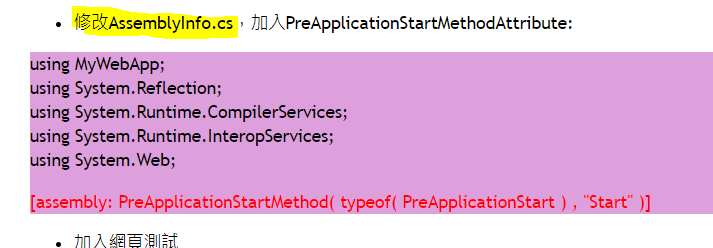 • 修改AssemblyInfo.cs，加入PreApplicationStartMethodAttribute:
using MyWebApp;
using System.Reflection;
using System.Runtime.CompilerServices;
using System.Runtime.InteropServices;
using System.Web;
[assembly: PreApplicationStartMethod( typeof( PreApplicationStart ) , "Start" )]
• 加入網頁測試